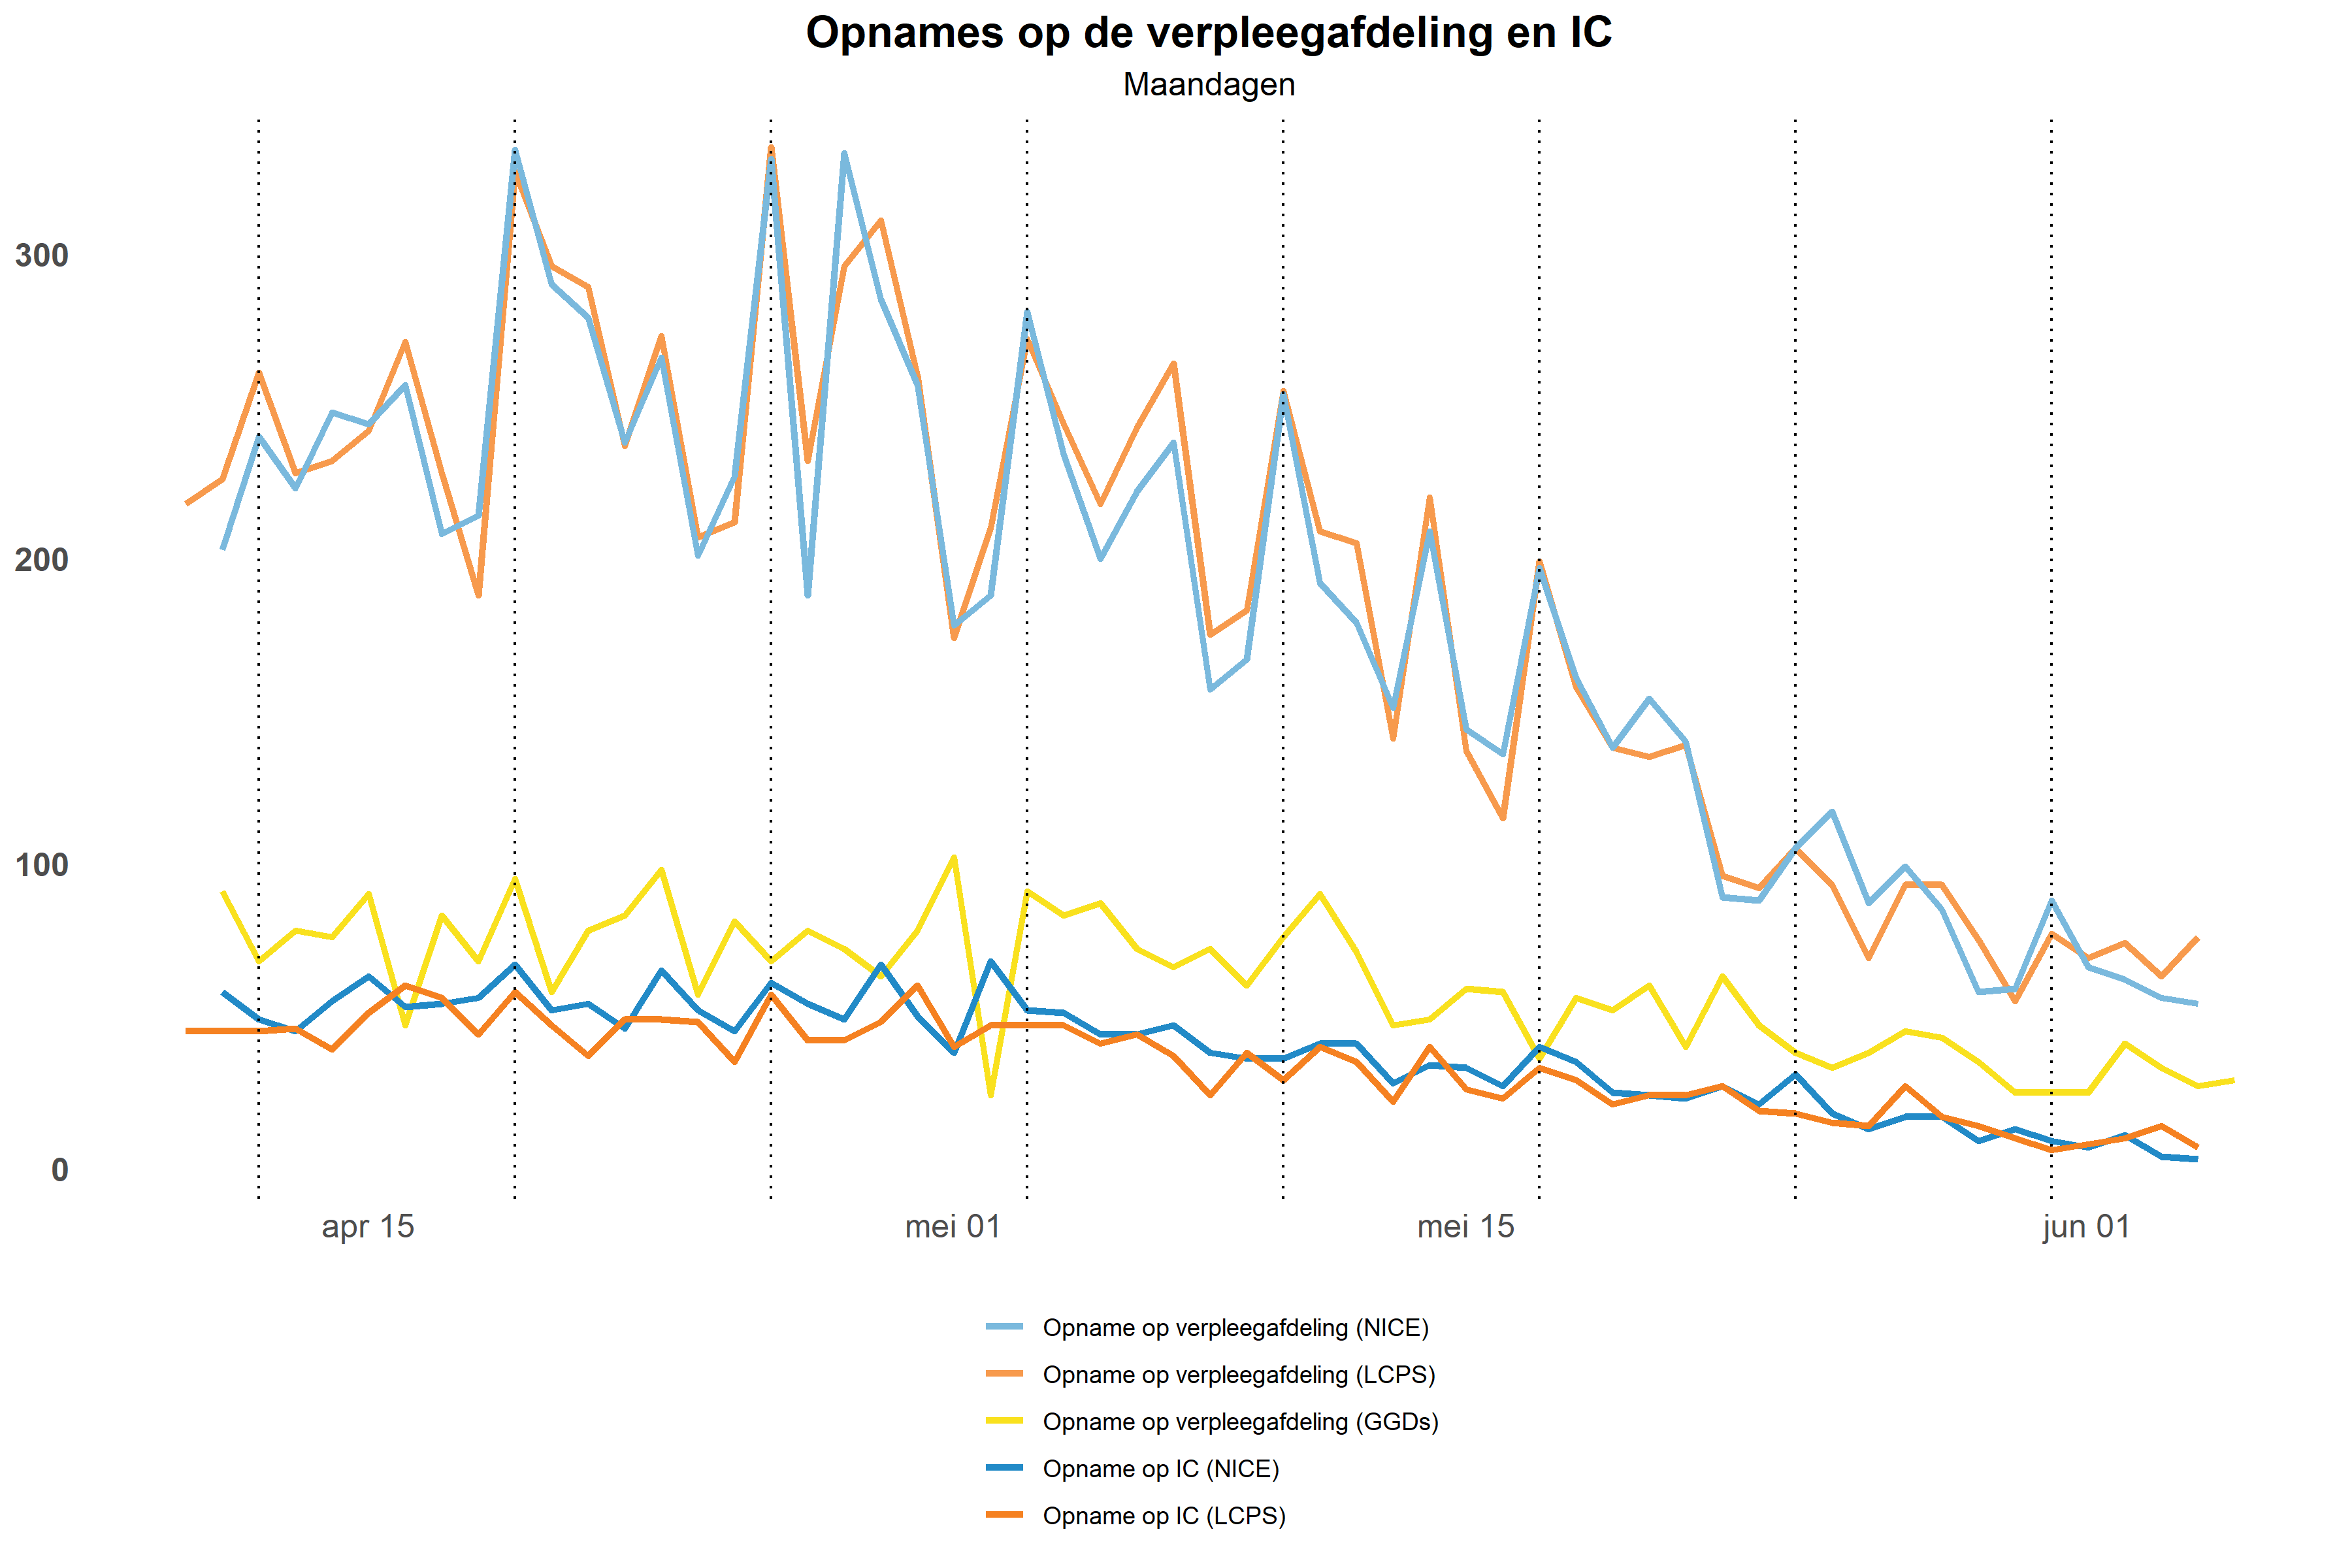 Opnames op de verpleegafdeling en IC
Maandagen
300
200
100
0
apr 15
mei 01
mei 15
jun 01
Opname op verpleegafdeling (NICE)
Opname op verpleegafdeling (LCPS)
Opname op verpleegafdeling (GGDs)
Opname op IC (NICE)
Opname op IC (LCPS)